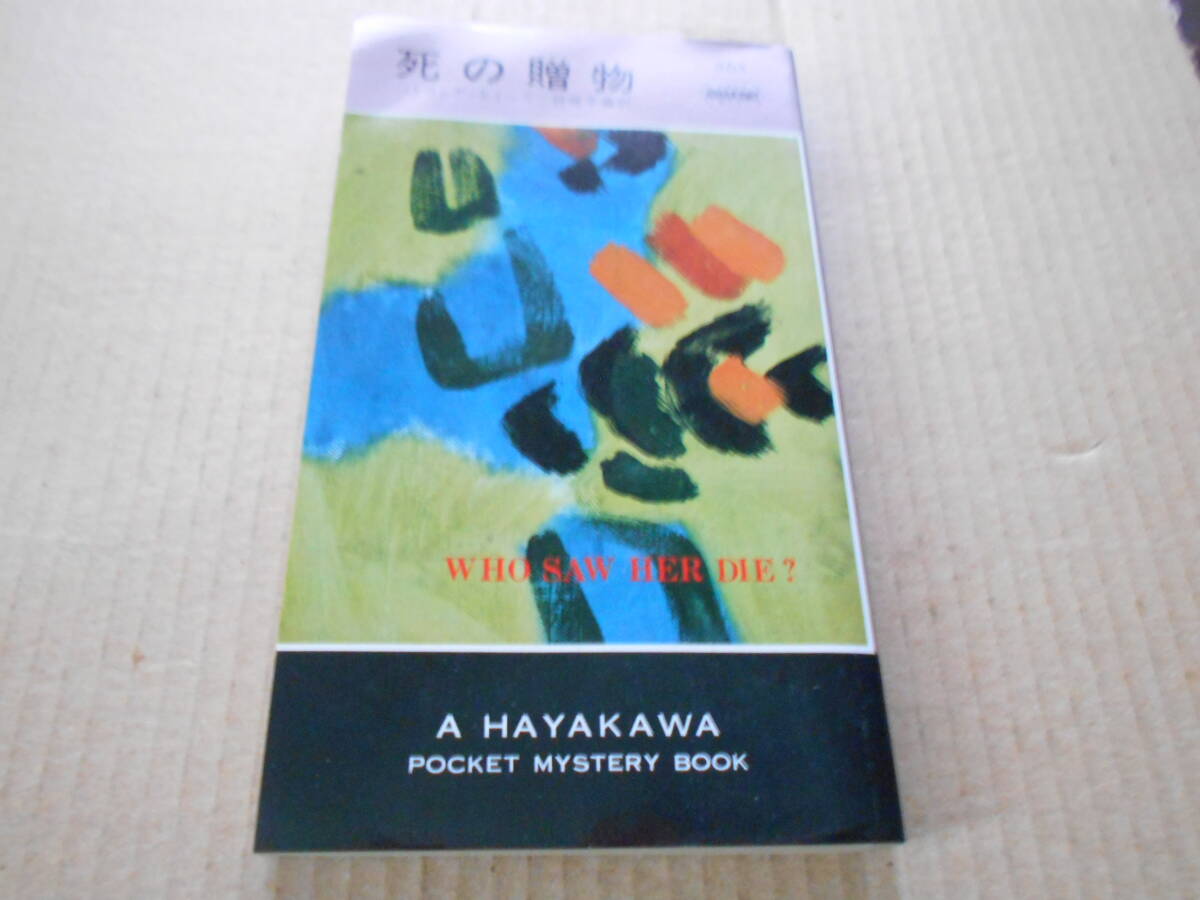 死の贈物
WHO SAW HER DIE?
A HAYAKAWA
POCKET MYSTERY BOOK